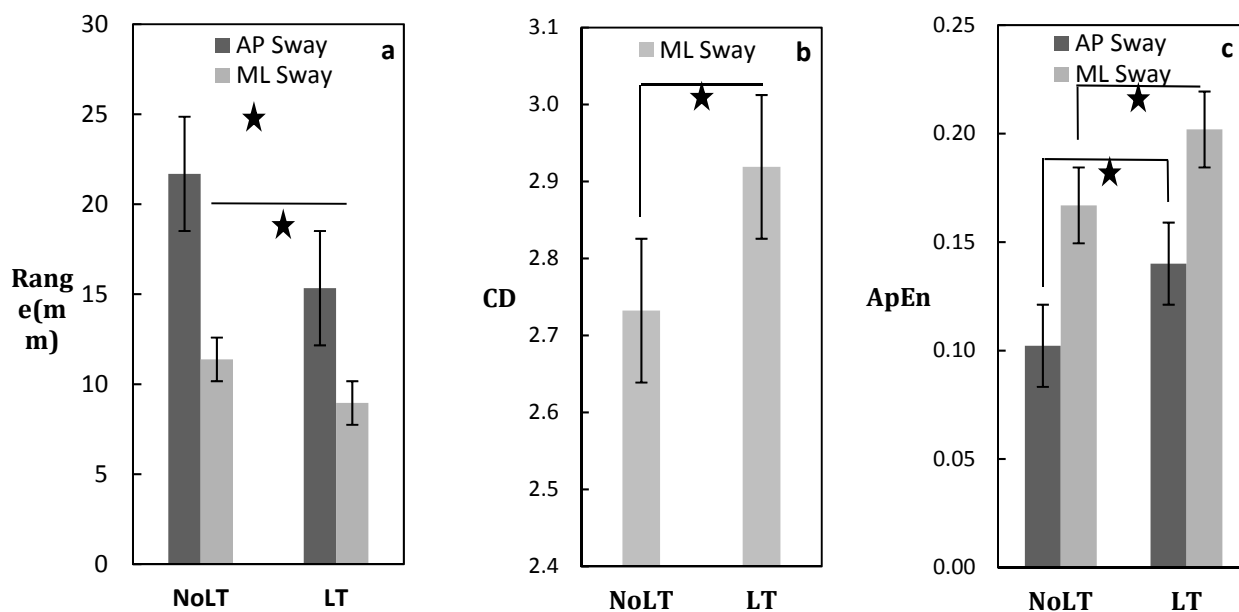 30
25
20
15
10
5
0
Rang
e(m
m)
AP Sway
ML Sway
a
NoLT LT
3.1
3.0
2.9
2.8
2.7
2.6
2.5
2.4
CD
ML Sway
b
NoLT LT
0.25
0.20
0.15
0.10
0.05
0.00
ApEn
AP Sway
ML Sway
c
NoLT LT